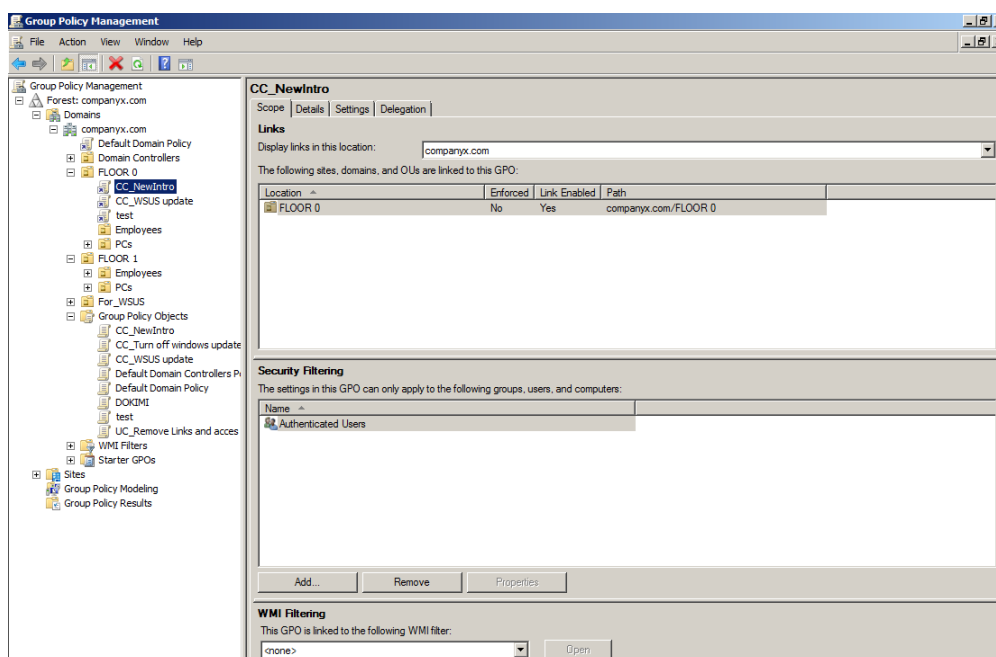 Group Policy Management
File Action View Window Help
Group Policy Management
Forest: companyx.com
Domains
companyx.com
Default Domain Policy
Domain Controllers
FLOOR 0
CC_NewIntro
CC_WSUS update
test
Employees
PCs
FLOOR 1
Employees
PCs
For_WSUS
Group Policy Objects
CC_NewIntro
CC_Turn off windows update
CC_WSUS update
Default Domain Controllers P
Default Domain Policy
DOKIMI
test
UC_Remove Links and acces
WMI Filters
Starter GPOs
Sites
Group Policy Modeling
Group Policy Results
CC_NewIntro
Scope Details Settings Delegation
Links
Display links in this location: companyx.com
The following sites, domains, and OUs are linked to this GPO:
Location Enforced Link Enabled Path
FLOOR 0 No Yes companyx.com/FLOOR 0
Security Filtering
The settings in this GPO can only apply to the following groups, users, and computers:
Name
Authenticated Users
Add... Remove Properties
WMI Filtering
This GPO is linked to the following WMI filter:
<none> Open